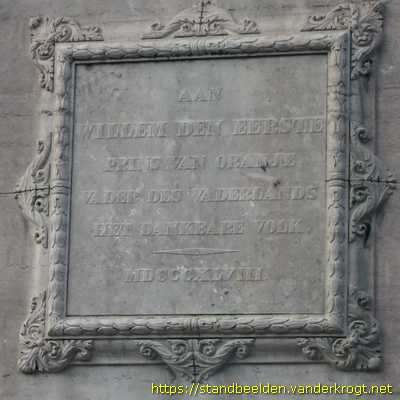 AAN
WILLEM DEN EERSTE
PRINS VAN ORANJE
VADER DES VADERLANDS
HET DANKBARE VOLK.
MDCCCXLVIII.
https://standbeelden.vanderkrogt.net